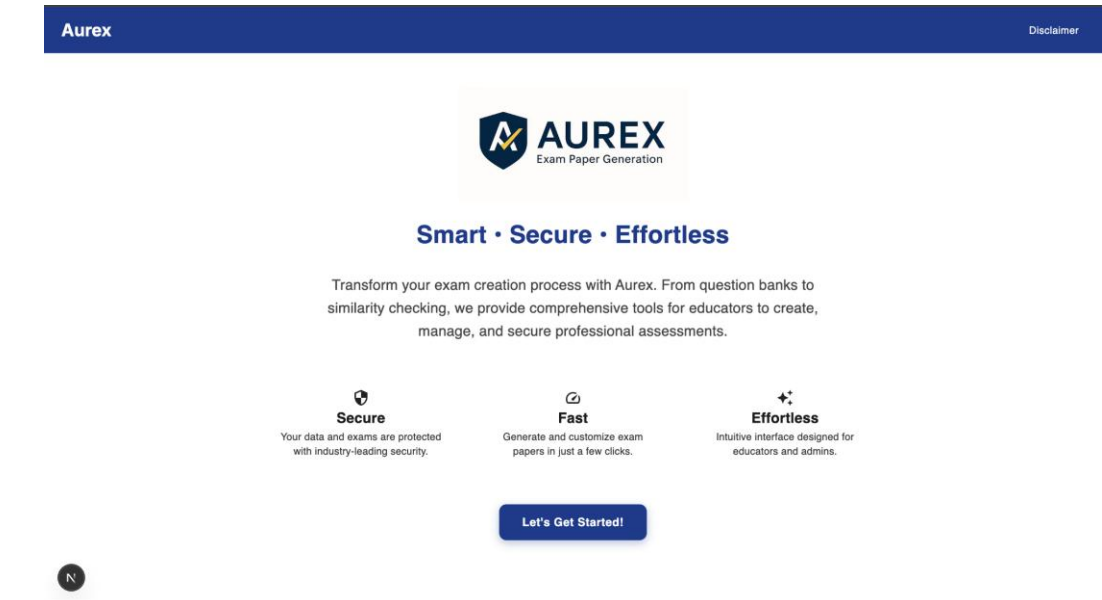 Aurex
Disclaimer
AUREX
Exam Paper Generation
Smart • Secure • Effortless
Transform your exam creation process with Aurex. From question banks to
similarity checking, we provide comprehensive tools for educators to create,
manage, and secure professional assessments.
Secure
Your data and exams are protected
with industry-leading security.
Fast
Generate and customize exam
papers in just a few clicks.
Effortless
Intuitive interface designed for
educators and admins.
Let's Get Started!
N